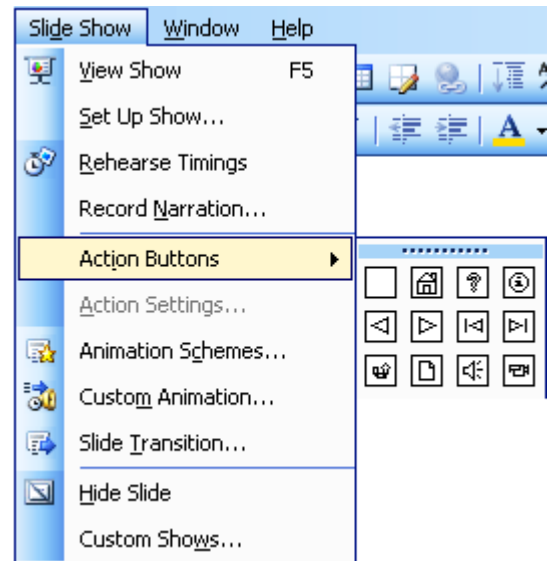 Slide Show Window Help
View Show F5
Set Up Show...
Rehearse Timings
Record Narration...
Action Buttons
Action Settings...
Animation Schemes...
Custom Animation...
Slide Transition...
Hide Slide
Custom Shows...